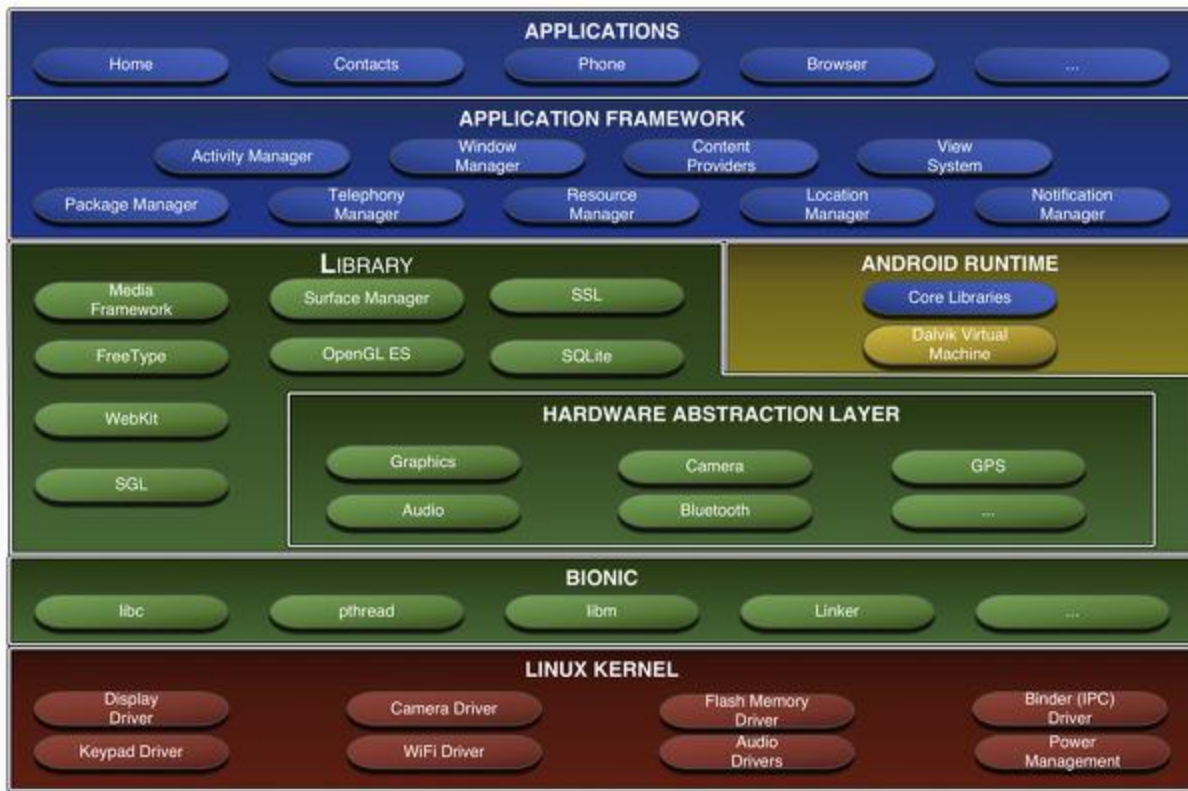 APPLICATIONS
Home
Contacts
Phone
Browser
...
APPLICATION FRAMEWORK
Activity Manager
Window
Manager
Content
Providers
View
System
Package Manager
Telephony
Manager
Resource
Manager
Location
Manager
Notification
Manager
LIBRARY
Media
Framework
Surface Manager
SSL
FreeType
OpenGL ES
SQLite
WebKit
SGL
ANDROID RUNTIME
Core Libraries
Dalvik Virtual
Machine
HARDWARE ABSTRACTION LAYER
Graphics
Camera
GPS
Audio
Bluetooth
...
BIONIC
libc
pthread
libm
Linker
...
LINUX KERNEL
Display
Driver
Camera Driver
Flash Memory
Driver
Binder (IPC)
Driver
Keypad Driver
WiFi Driver
Audio
Drivers
Power
Management